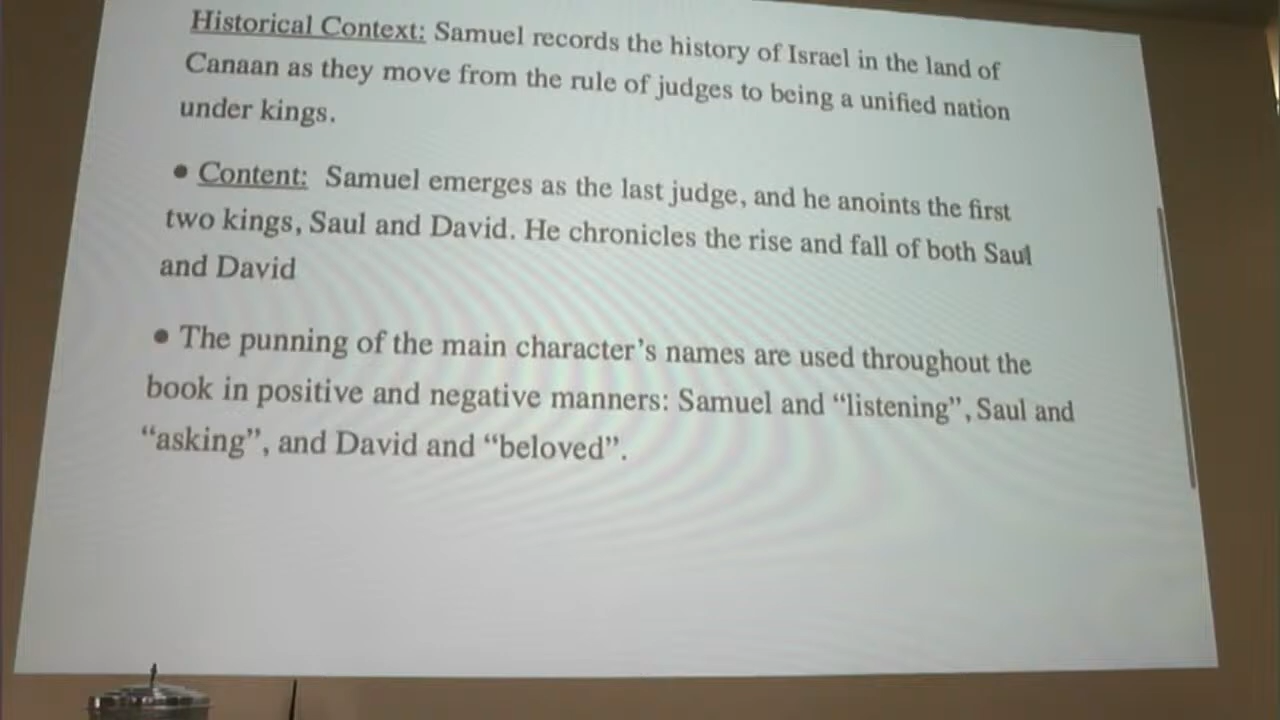 Historical Context: Samuel records the history of Israel in the land of
Canaan as they move from the rule of judges to being a unified nation
under kings.
• Content: Samuel emerges as the last judge, and he anoints the first
two kings, Saul and David. He chronicles the rise and fall of both Saul
and David
• The punning of the main character’s names are used throughout the
book in positive and negative manners: Samuel and “listening”, Saul and
“asking”, and David and “beloved”.